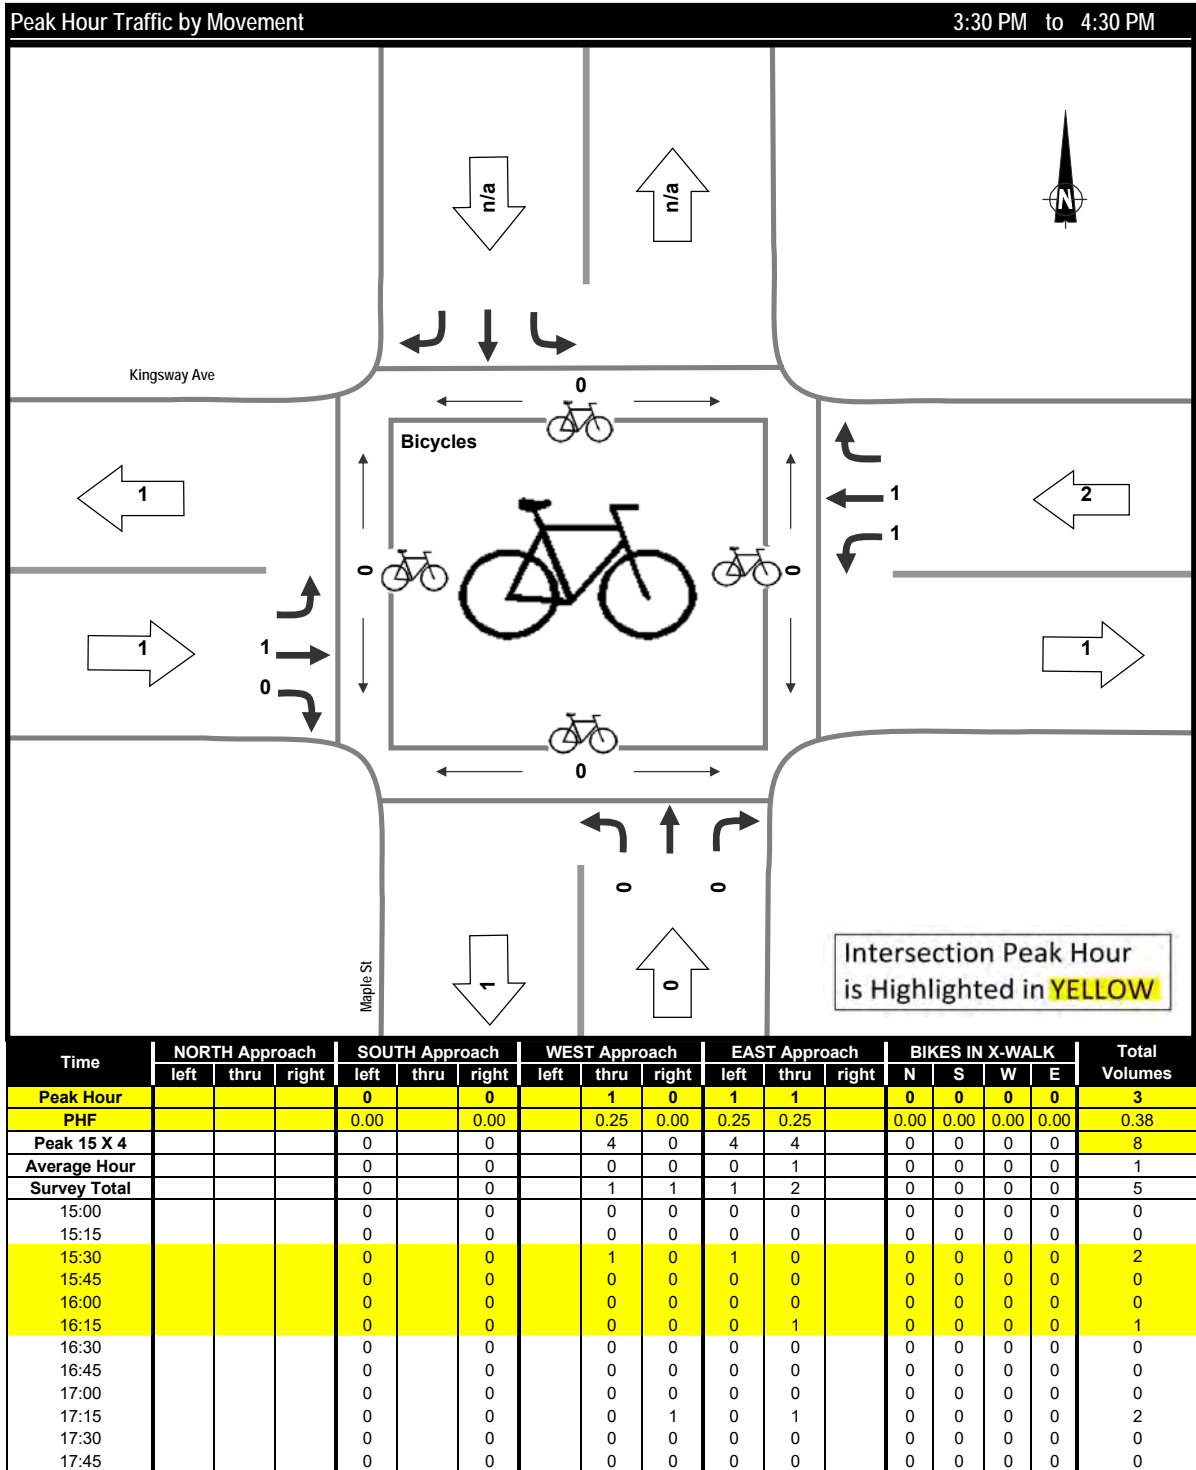 Peak Hour Traffic by Movement 3:30 PM to 4:30 PM
n/a n/a
N
Kingsway Ave
0
Bicycles
1 1 2
1
0 0
1 1 1
0
0
0 0
Maple St
1 0
Intersection Peak Hour
is Highlighted in YELLOW
Time NORTH Approach SOUTH Approach WEST Approach EAST Approach BIKES IN X-WALK Total
left thru right left thru right left thru right left thru right N S W E Volumes
Peak Hour 0 0 1 0 1 1 0 0 0 0 3
PHF 0.00 0.00 0.25 0.00 0.25 0.25 0.00 0.00 0.00 0.00 0.38
Peak 15 X 4 0 0 4 0 4 4 0 0 0 0 8
Average Hour 0 0 0 0 0 1 0 0 0 0 1
Survey Total 0 0 1 1 1 2 0 0 0 0 5
15:00 0 0 0 0 0 0 0 0 0 0 0
15:15 0 0 0 0 0 0 0 0 0 0 0
15:30 0 0 1 0 1 0 0 0 0 0 2
15:45 0 0 0 0 0 0 0 0 0 0 0
16:00 0 0 0 0 0 0 0 0 0 0 0
16:15 0 0 0 0 0 1 0 0 0 0 1
16:30 0 0 0 0 0 0 0 0 0 0 0
16:45 0 0 0 0 0 0 0 0 0 0 0
17:00 0 0 0 0 0 0 0 0 0 0 0
17:15 0 0 0 1 0 1 0 0 0 0 2
17:30 0 0 0 0 0 0 0 0 0 0 0
17:45 0 0 0 0 0 0 0 0 0 0 0